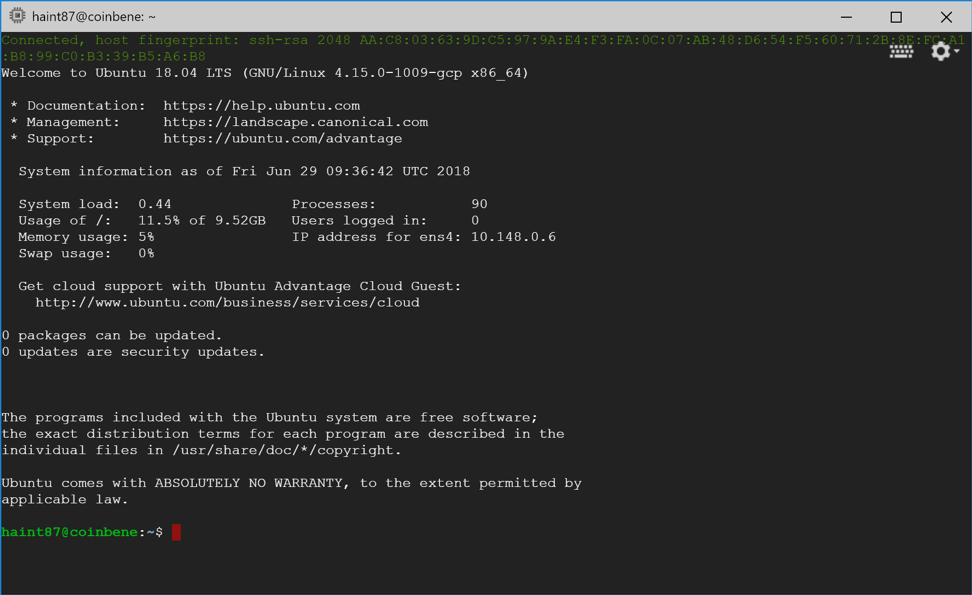 haint87@coinbene: ~
Connected, host fingerprint: ssh-rsa 2048 AA:C8:03:63:9D:C5:97:9A:E4:F3:FA:0C:07:AB:48:D6:54:F5:60:71:2B:8E:FC:A1
:B8:99:C0:B3:39:B5:A6:B8
Welcome to Ubuntu 18.04 LTS (GNU/Linux 4.15.0-1009-gcp x86_64)
* Documentation:  https://help.ubuntu.com
* Management:     https://landscape.canonical.com
* Support:        https://ubuntu.com/advantage
System information as of Fri Jun 29 09:36:42 UTC 2018
System load:  0.44              Processes:           90
Usage of /:   11.5% of 9.52GB   Users logged in:     0
Memory usage: 5%                IP address for ens4: 10.148.0.6
Swap usage:   0%
Get cloud support with Ubuntu Advantage Cloud Guest:
http://www.ubuntu.com/business/services/cloud
0 packages can be updated.
0 updates are security updates.
The programs included with the Ubuntu system are free software;
the exact distribution terms for each program are described in the
individual files in /usr/share/doc/*/copyright.
Ubuntu comes with ABSOLUTELY NO WARRANTY, to the extent permitted by
applicable law.
haint87@coinbene:~$